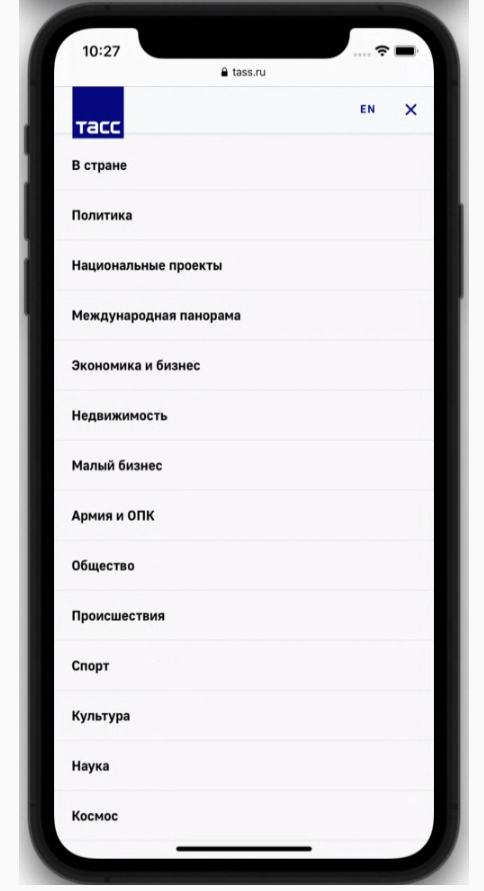 10:27
tass.ru
тасс
EN
В стране
Политика
Национальные проекты
Международная панорама
Экономика и бизнес
Недвижимость
Малый бизнес
Армия и ОПК
Общество
Происшествия
Спорт
Культура
Наука
Космос